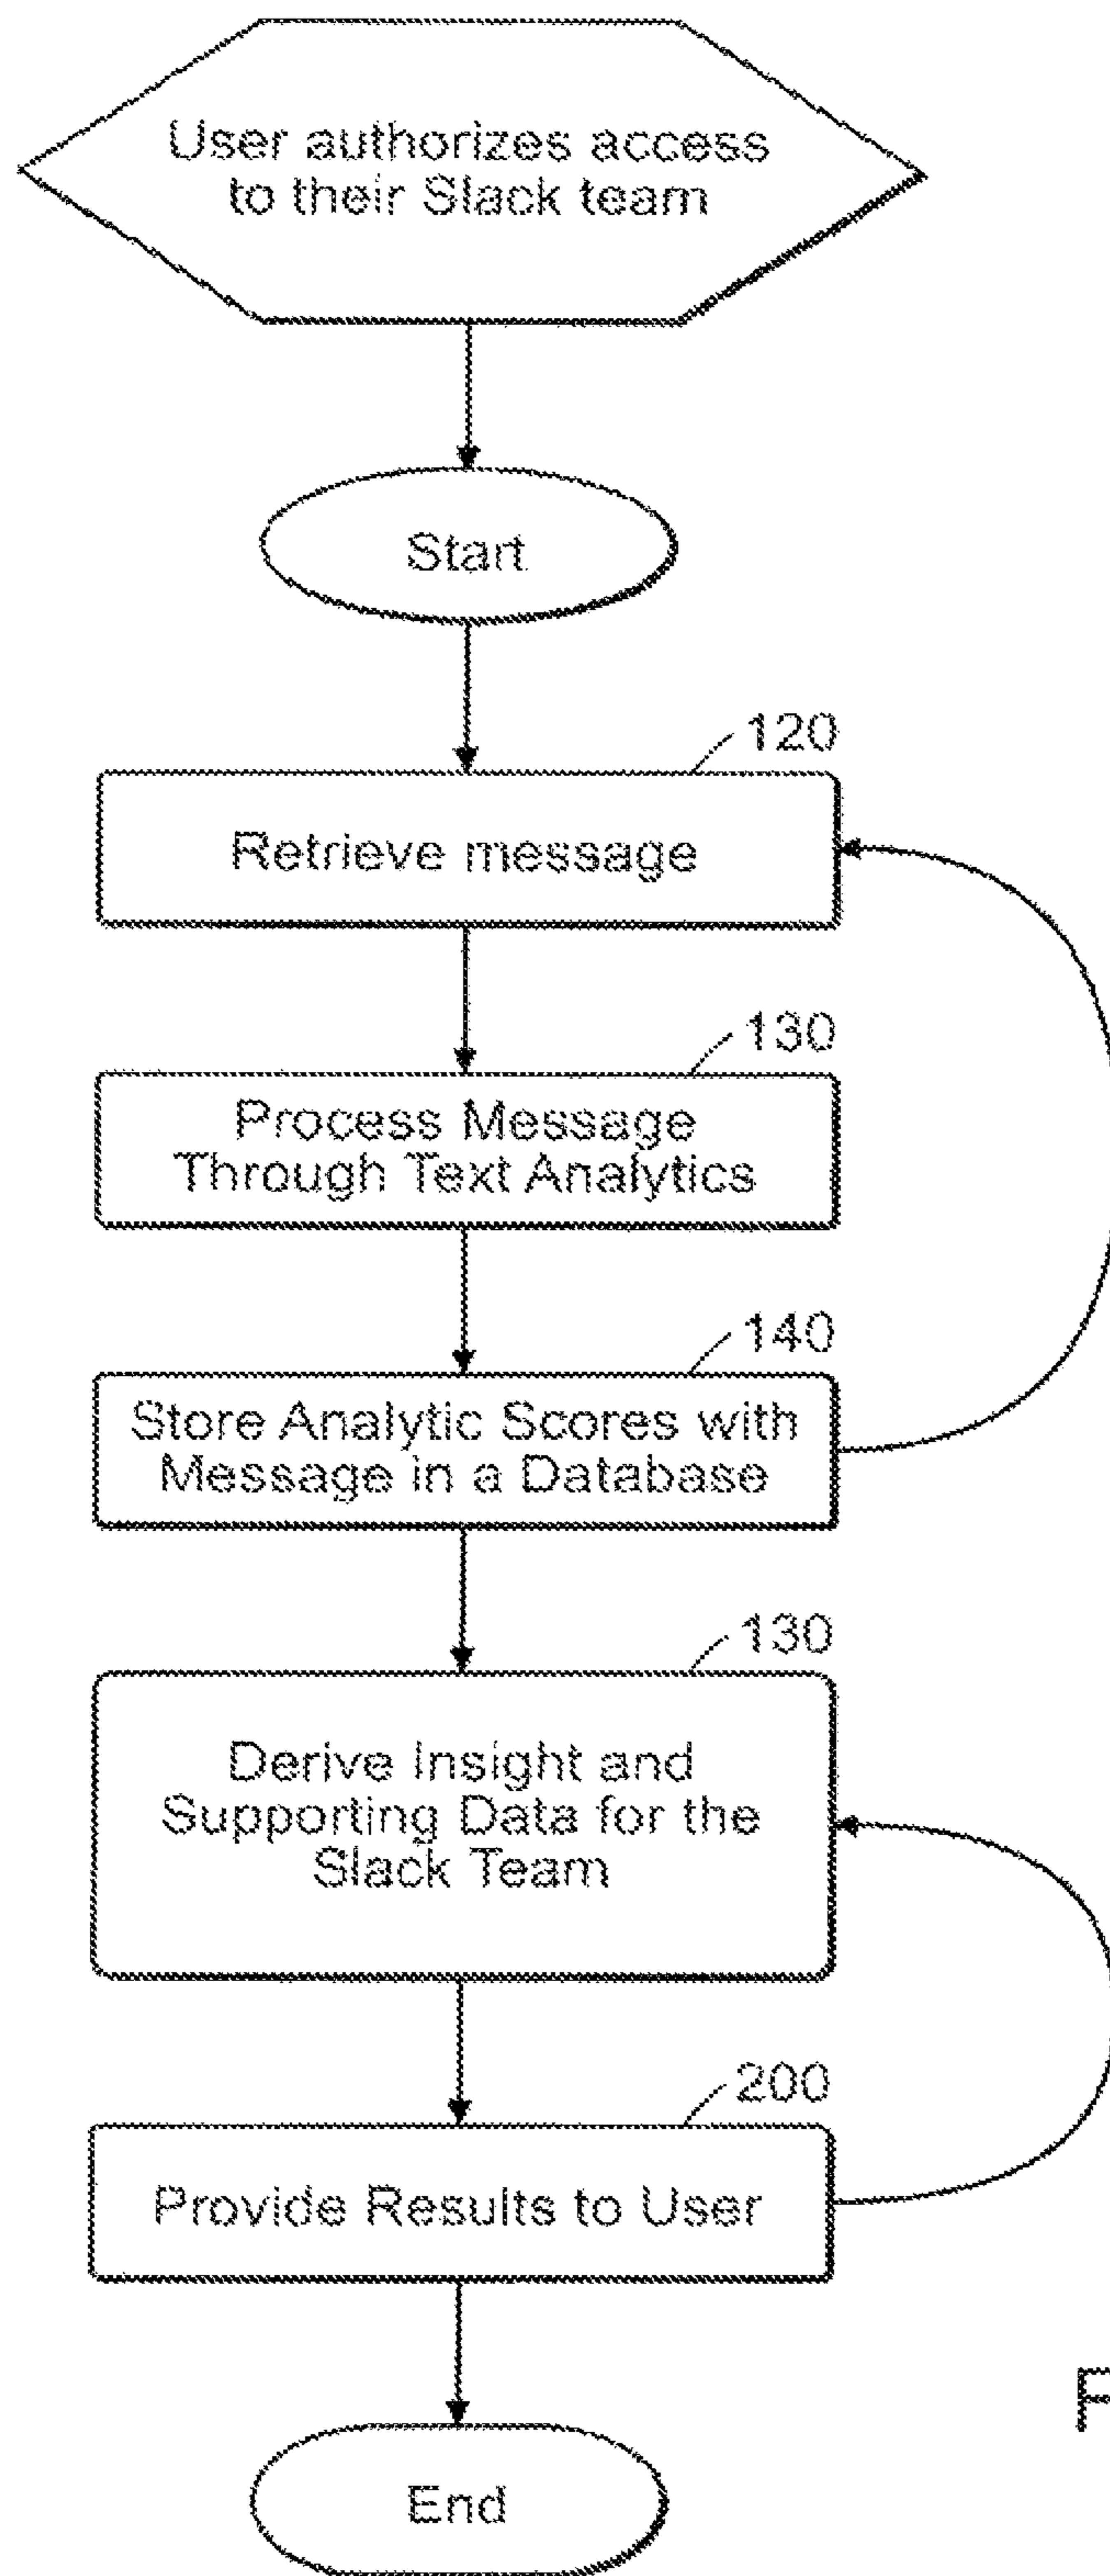 User authorizes access
to their Slack team
Start
120
Retrieve message
130
Process Message
Through Text Analytics
140
Store Analytic Scores with
Message in a Database
130
Derive Insight and
Supporting Data for the
Slack Team
200
Provide Results to User
F
End